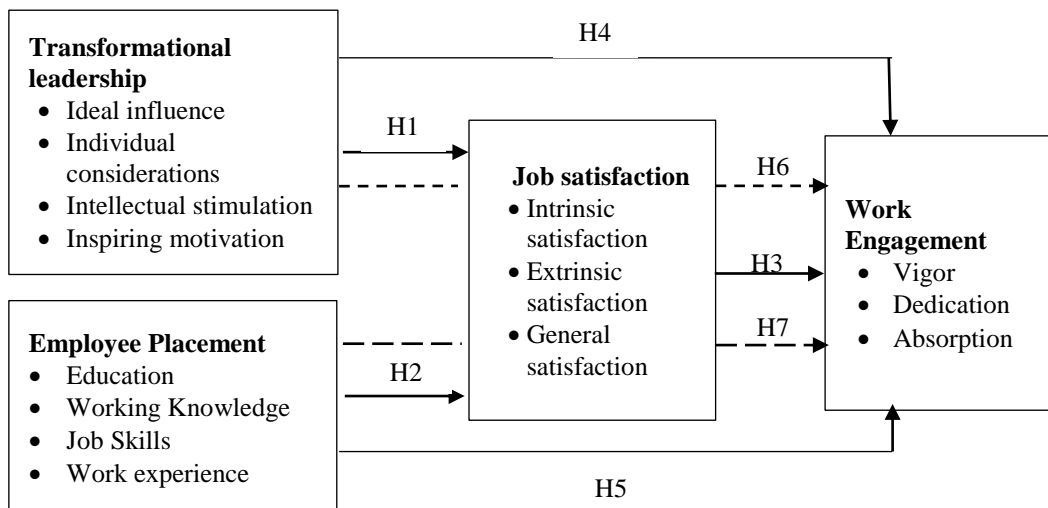 H4
Transformational
leadership
• Ideal influence
• Individual
considerations
• Intellectual stimulation
• Inspiring motivation
H1
Job satisfaction
• Intrinsic
satisfaction
• Extrinsic
satisfaction
• General
satisfaction
H6
H3
H7
Work
Engagement
• Vigor
• Dedication
• Absorption
Employee Placement
• Education
• Working Knowledge
• Job Skills
• Work experience
H2
H5